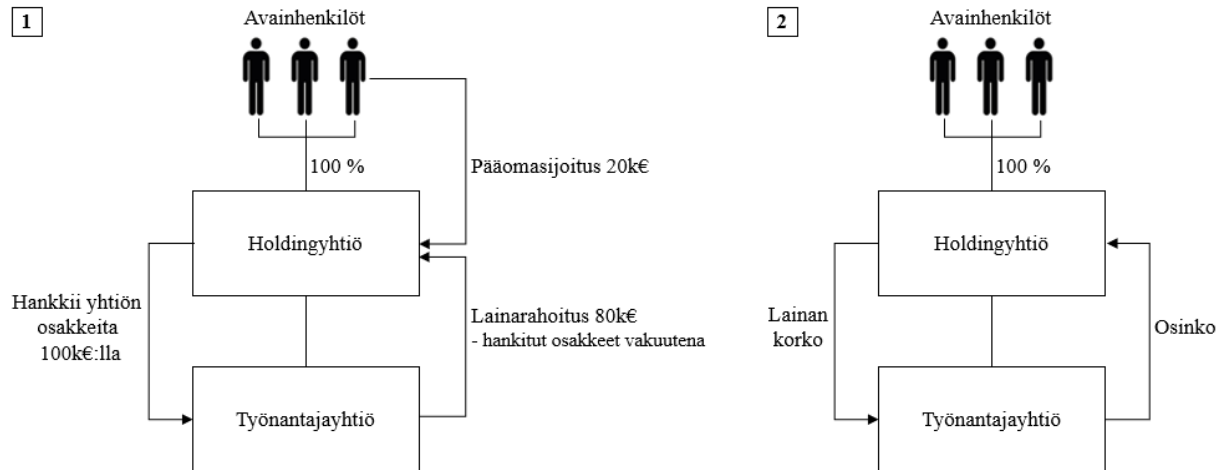 1
Avainhenkilöt
100 %
Pääomasijoitus 20k€
Holdingyhtiö
Hankkii yhtiön
osakkeita
100k€:lla
Lainarahoitus 80k€
- hankitut osakkeet vakuutena
Työnantajayhtiö
2
Avainhenkilöt
100 %
Holdingyhtiö
Lainan
korko
Osinko
Työnantajayhtiö